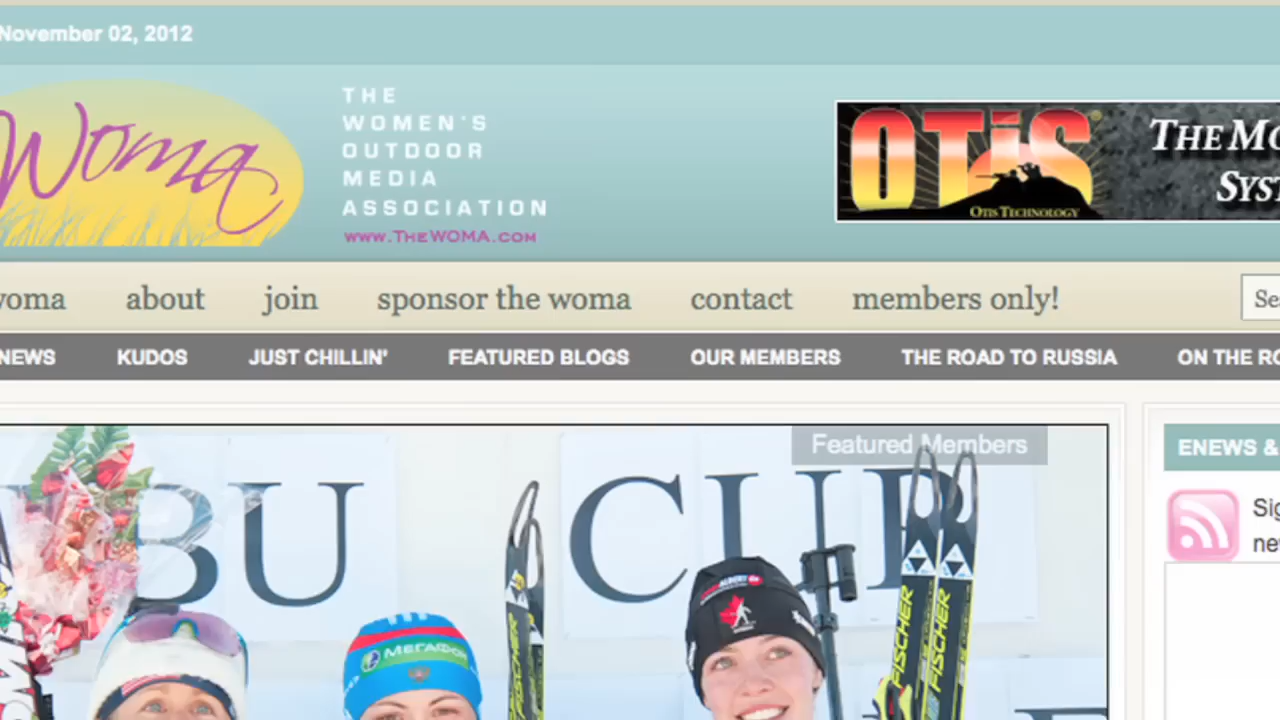 November 02, 2012
Woma
THE
WOMEN'S
OUTDOOR
MEDIA
ASSOCIATION
www.TheWOMA.com
OTIS
OTIS TECHNOLOGY
THE MO
SYST
woma about join sponsor the woma contact members only! Se
NEWS KUDOS JUST CHILLIN' FEATURED BLOGS OUR MEMBERS THE ROAD TO RUSSIA ON THE RO
Featured Members
ENEWS &
Sig
ne
BU CUP
МЕГАФОН
FISCHER
FISCHER
FISCHER